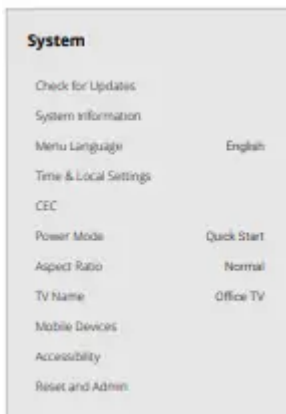 System
Check for Updates
System Information
Menu Language English
Time & Local Settings
CEC
Power Mode Quick Start
Aspect Ratio Normal
TV Name Office TV
Mobile Devices
Accessibility
Reset and Admin